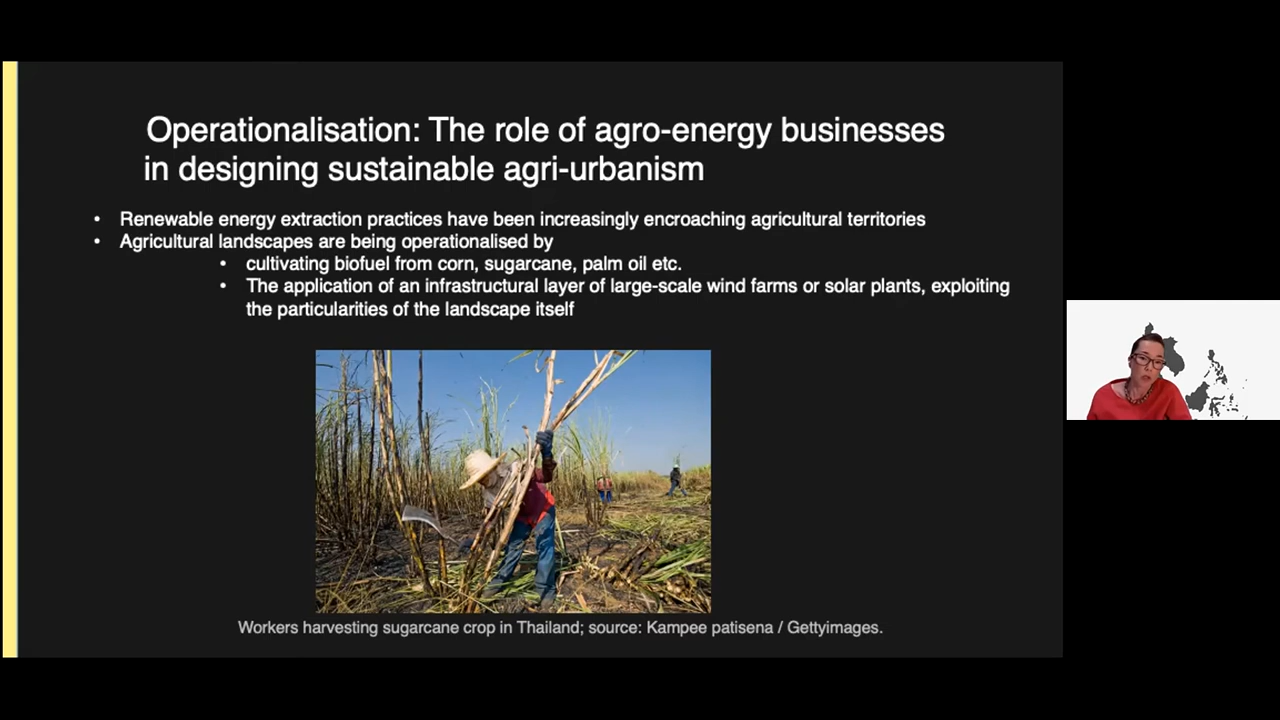 Operationalisation: The role of agro-energy businesses
in designing sustainable agri-urbanism
• Renewable energy extraction practices have been increasingly encroaching agricultural territories
• Agricultural landscapes are being operationalised by
• cultivating biofuel from corn, sugarcane, palm oil etc.
• The application of an infrastructural layer of large-scale wind farms or solar plants, exploiting
the particularities of the landscape itself
Workers harvesting sugarcane crop in Thailand; source: Kampee patisena / Gettyimages.